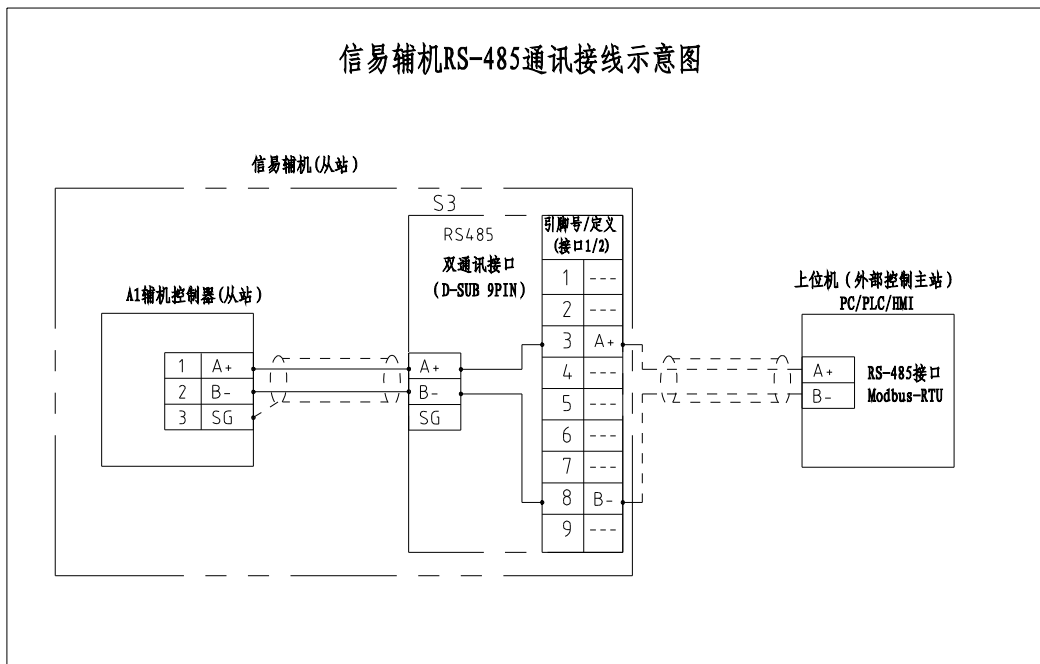 信易辅机RS-485通讯接线示意图
信易辅机(从站)
S3
RS485
双通讯接口
(D-SUB 9PIN)
引脚号/定义
(接口1/2)
1 ---
2 ---
3 A+
4 ---
5 ---
6 ---
7 ---
8 B-
9 ---
A1辅机控制器(从站)
1 A+
2 B-
3 SG
A+
B-
SG
上位机（外部控制主站）
PC/PLC/HMI
A+
B-
RS-485接口
Modbus-RTU